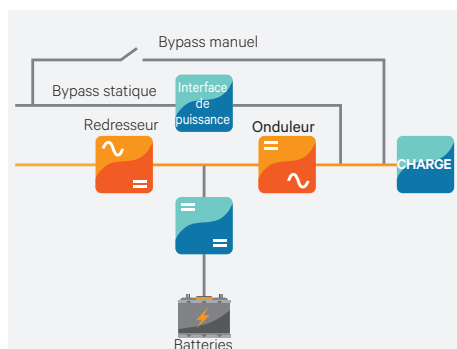 Bypass manuel
Bypass statique
Interface
de
puissance
Redresseur
Onduleur
CHARGE
Batteries